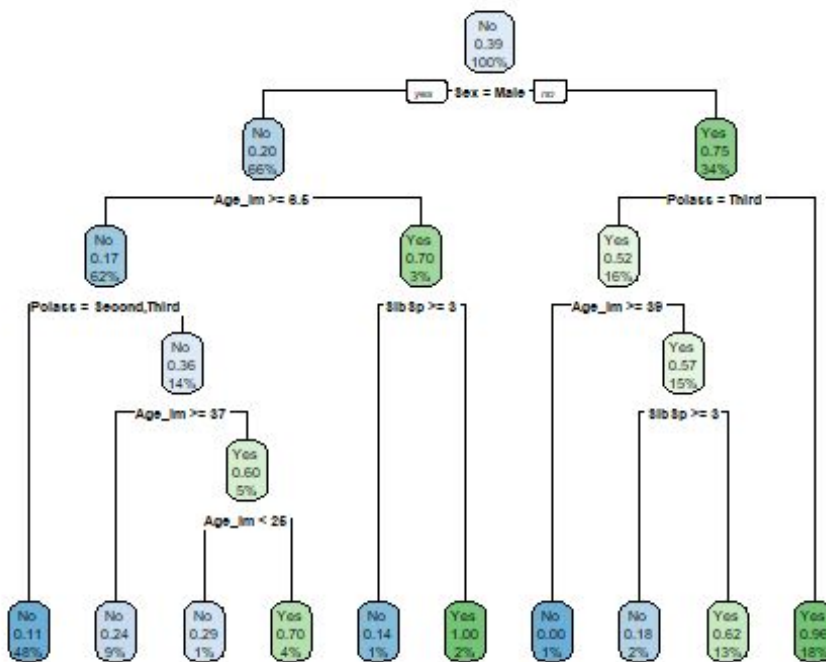 No
0.39
100%
yes Sex = Male no
No
0.20
66%
Yes
0.75
34%
Age_Im >= 6.5
Pclass = Third
No
0.17
62%
Yes
0.70
3%
Yes
0.52
16%
Pclass = Second,Third
SibSp >= 3
Age_Im >= 39
No
0.36
14%
Yes
0.57
15%
Age_Im >= 37
SibSp >= 3
Yes
0.60
5%
Age_Im < 25
No
0.11
48%
No
0.24
9%
No
0.29
1%
Yes
0.70
4%
No
0.14
1%
Yes
1.00
2%
No
0.00
1%
No
0.18
2%
Yes
0.62
13%
Yes
0.96
18%